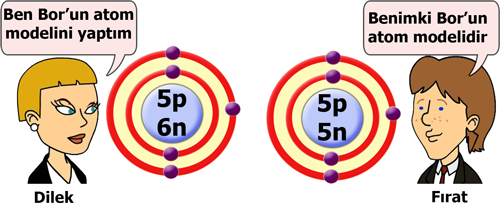 Ben Bor'un atom
modelini yaptım
Benimki Bor'un
atom modelidir
5p
6n
5p
5n
Dilek
Fırat